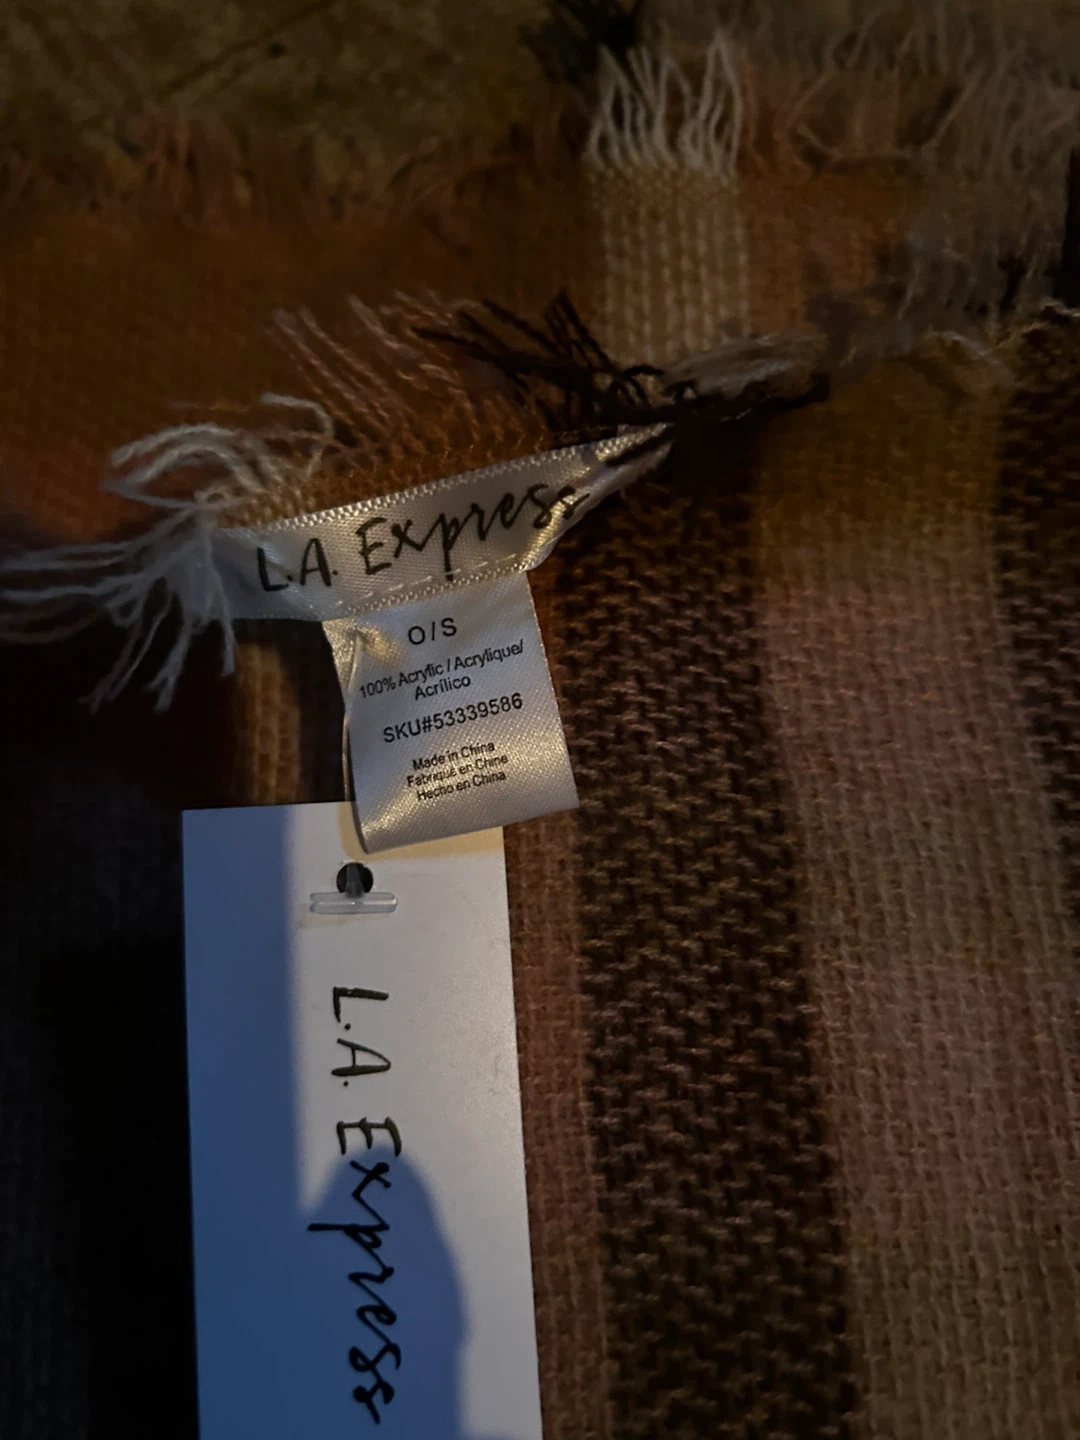 L.A. Express
O/S
100% Acrylic / Acrylique/
Acrílico
SKU#53339586
Made in China
Fabriqué en Chine
Hecho en China
L.A. Express